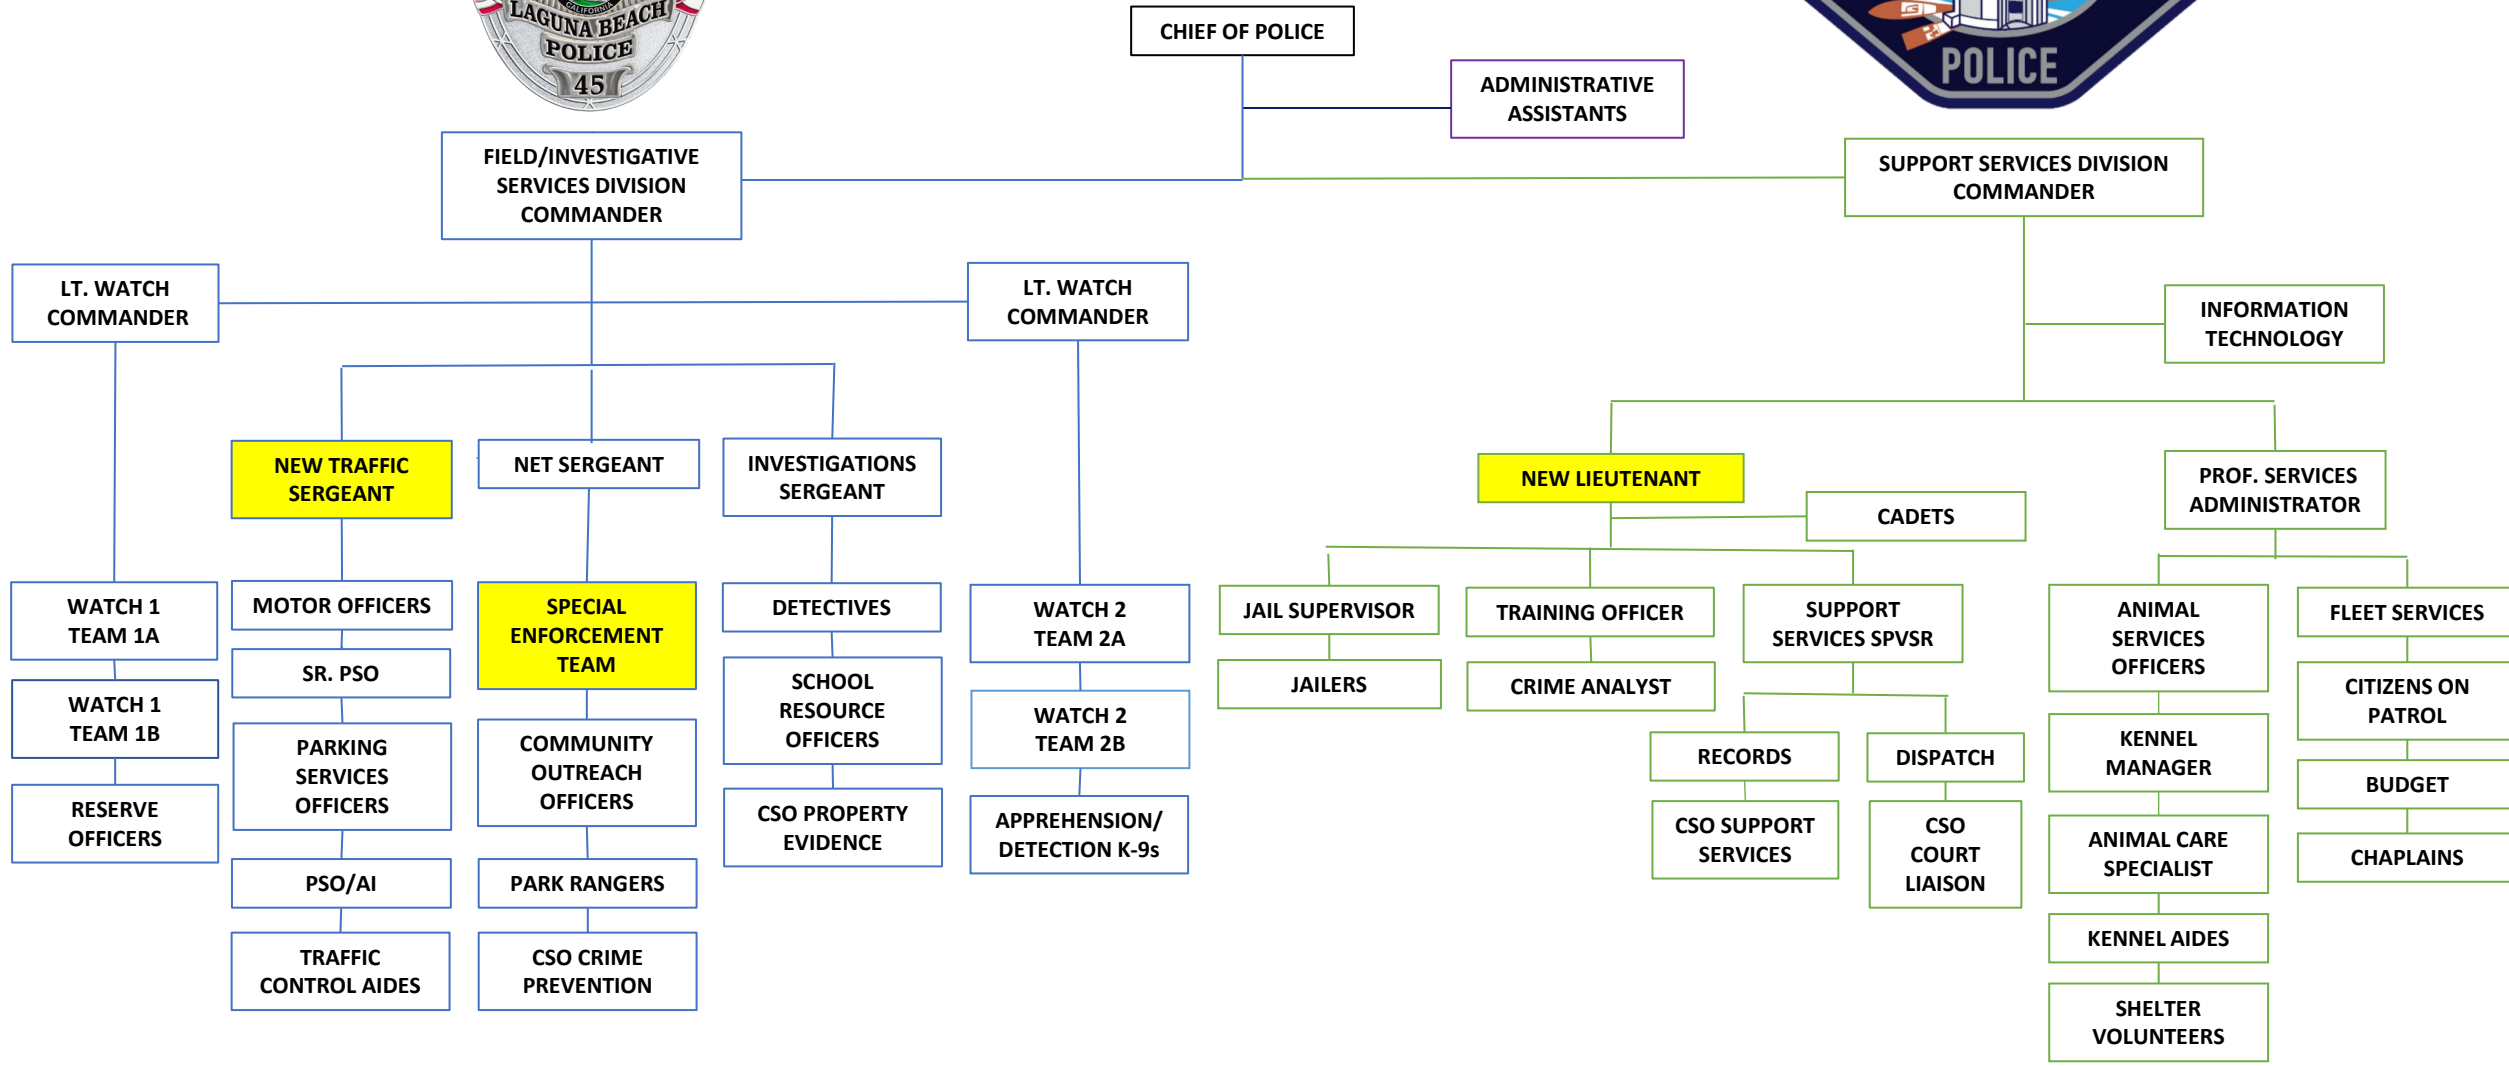 CALIFORNIA
LAGUNA BEACH
POLICE
45
POLICE
CHIEF OF POLICE
ADMINISTRATIVE
ASSISTANTS
FIELD/INVESTIGATIVE
SERVICES DIVISION
COMMANDER
SUPPORT SERVICES DIVISION
COMMANDER
LT. WATCH
COMMANDER
LT. WATCH
COMMANDER
INFORMATION
TECHNOLOGY
NEW TRAFFIC
SERGEANT
NET SERGEANT
INVESTIGATIONS
SERGEANT
NEW LIEUTENANT
CADETS
PROF. SERVICES
ADMINISTRATOR
WATCH 1
TEAM 1A
WATCH 1
TEAM 1B
RESERVE
OFFICERS
MOTOR OFFICERS
SR. PSO
PARKING
SERVICES
OFFICERS
PSO/AI
TRAFFIC
CONTROL AIDES
SPECIAL
ENFORCEMENT
TEAM
COMMUNITY
OUTREACH
OFFICERS
PARK RANGERS
CSO CRIME
PREVENTION
DETECTIVES
SCHOOL
RESOURCE
OFFICERS
CSO PROPERTY
EVIDENCE
WATCH 2
TEAM 2A
WATCH 2
TEAM 2B
APPREHENSION/
DETECTION K-9s
JAIL SUPERVISOR
JAILERS
TRAINING OFFICER
CRIME ANALYST
SUPPORT
SERVICES SPVSR
RECORDS
CSO SUPPORT
SERVICES
DISPATCH
CSO
COURT
LIAISON
ANIMAL
SERVICES
OFFICERS
KENNEL
MANAGER
ANIMAL CARE
SPECIALIST
KENNEL AIDES
SHELTER
VOLUNTEERS
FLEET SERVICES
CITIZENS ON
PATROL
BUDGET
CHAPLAINS